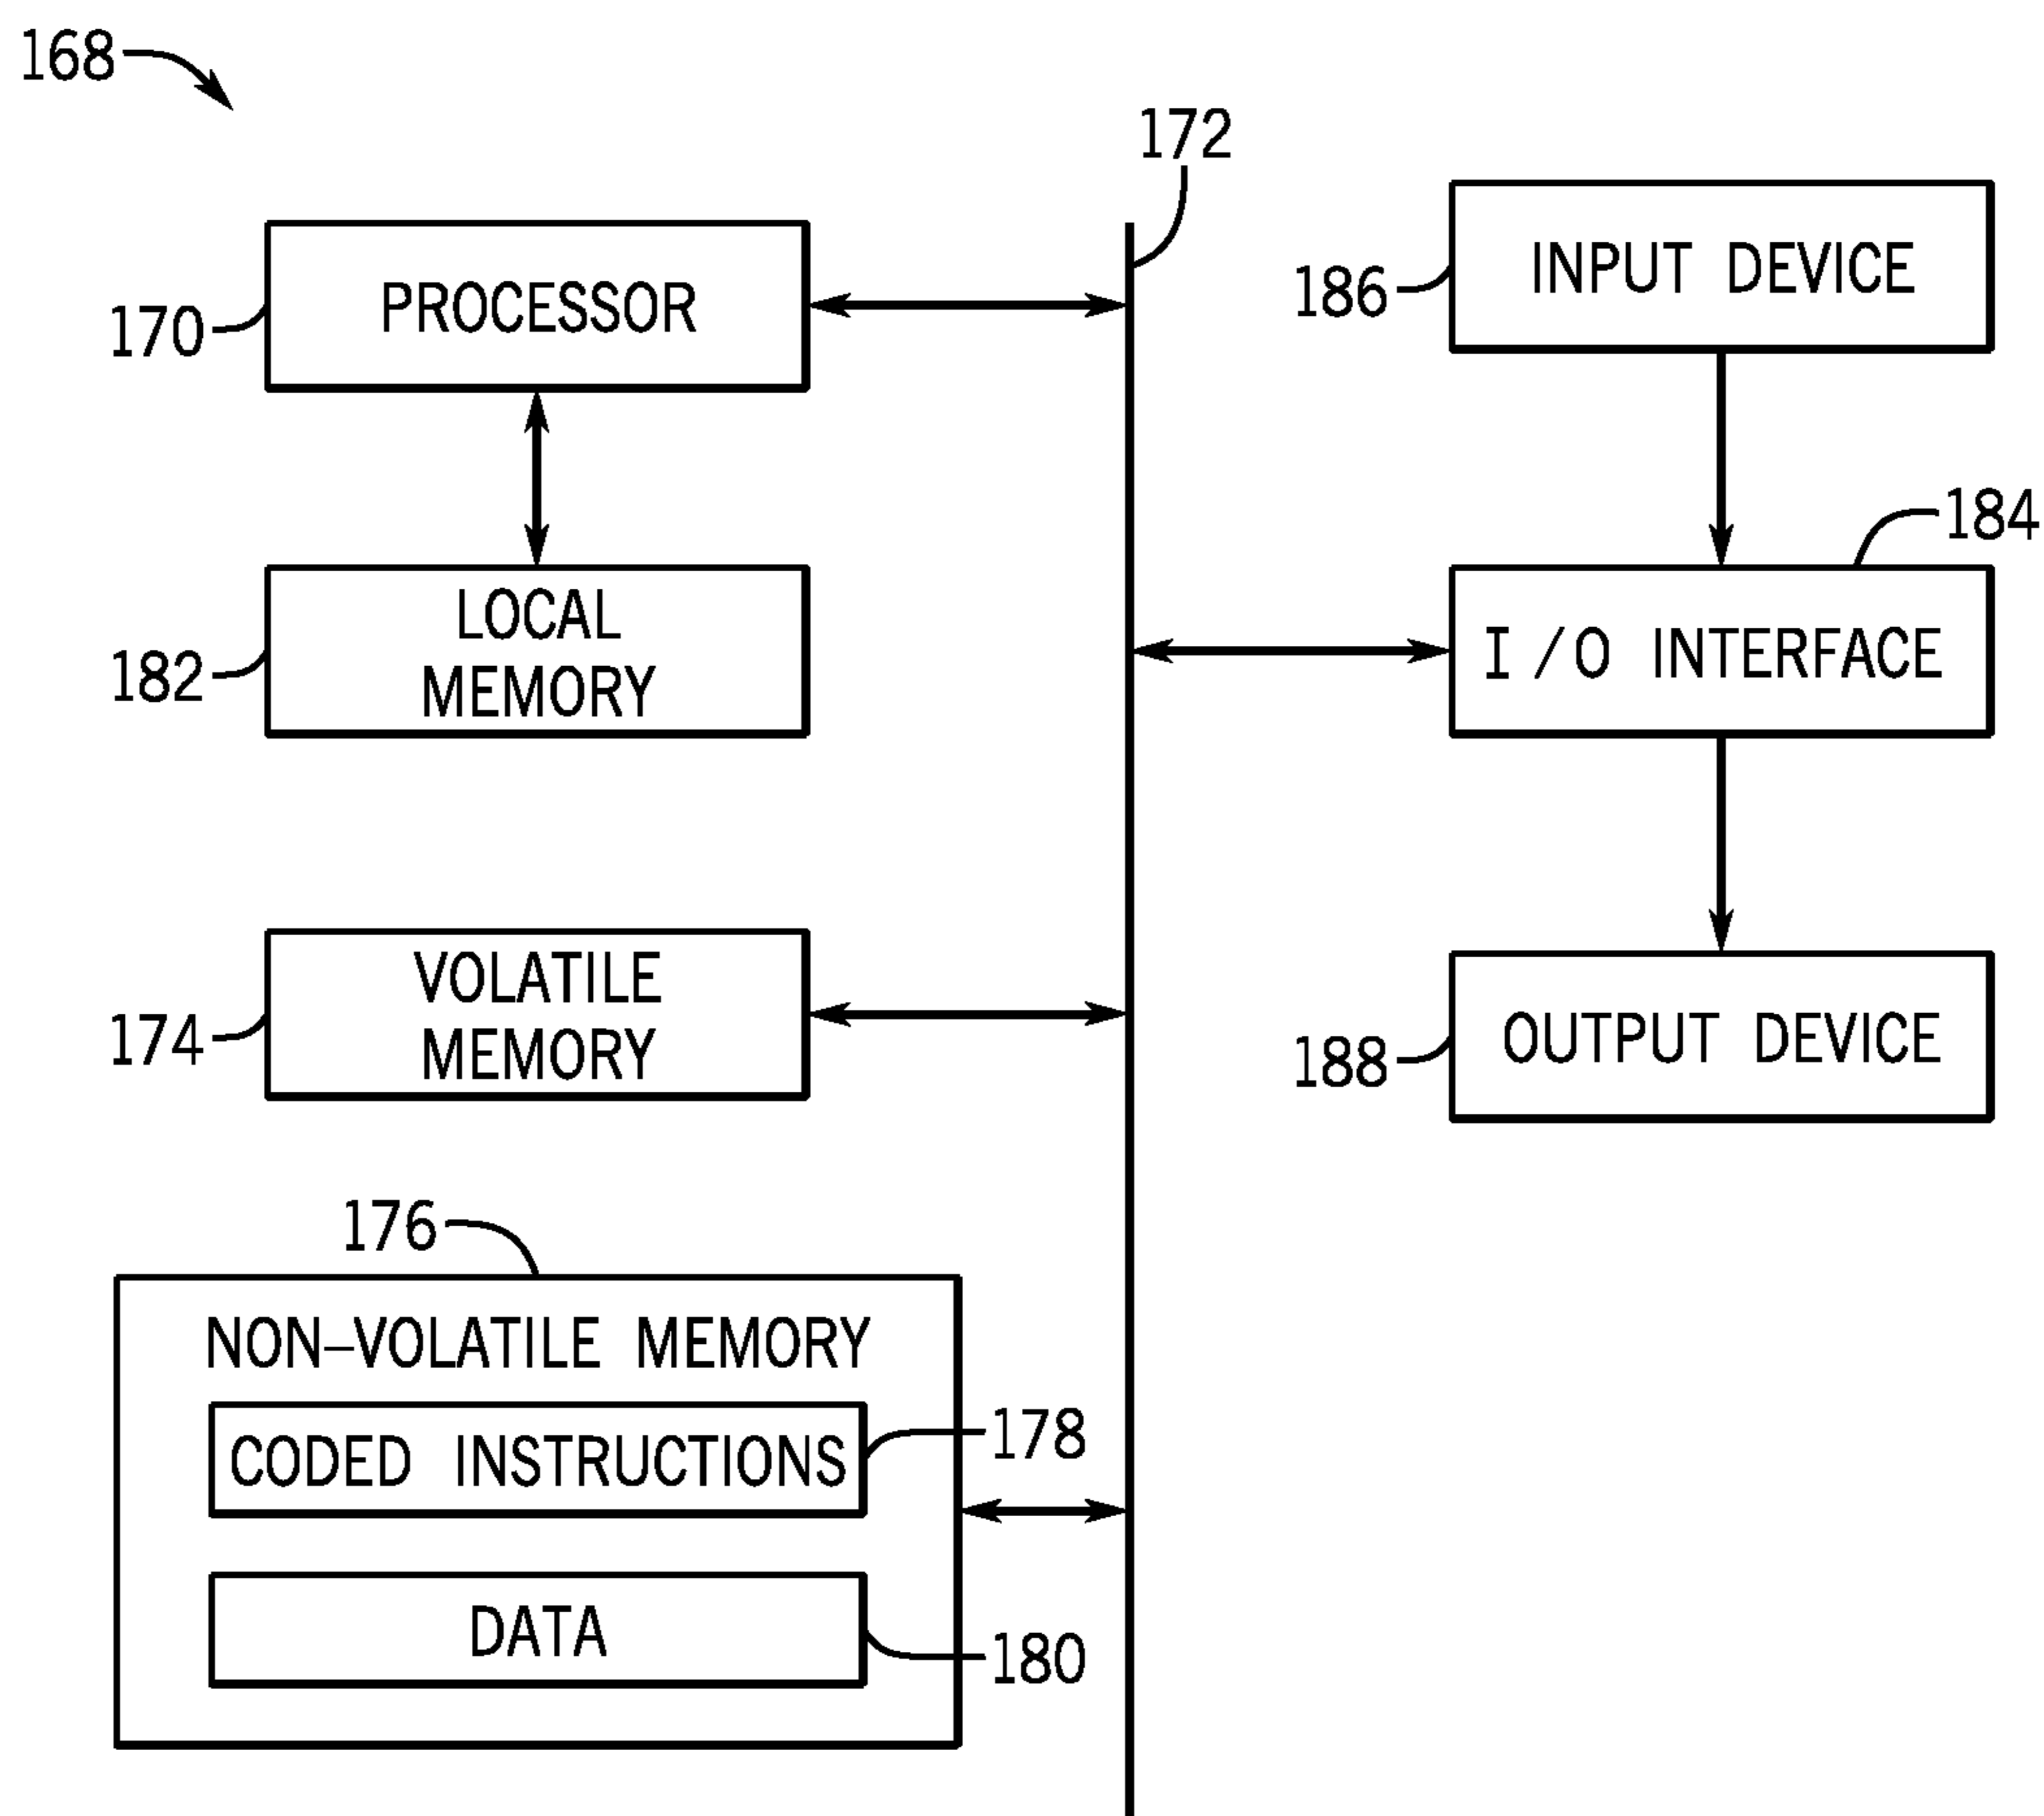 168
172
PROCESSOR
170
INPUT DEVICE
186
LOCAL
MEMORY
182
184
I/O INTERFACE
VOLATILE
MEMORY
174
OUTPUT DEVICE
188
176
NON-VOLATILE MEMORY
CODED INSTRUCTIONS
178
DATA
180